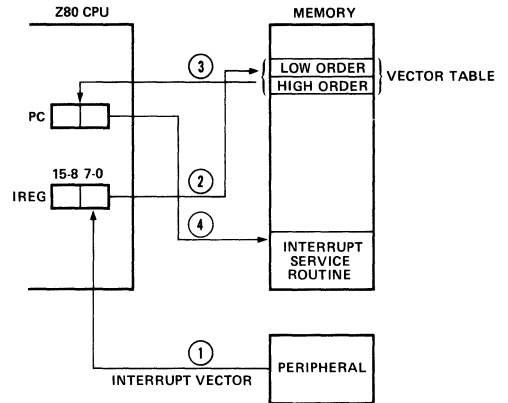 Z80 CPU
MEMORY
3
LOW ORDER
HIGH ORDER
VECTOR TABLE
PC
15-8 7-0
IREG
2
4
INTERRUPT
SERVICE
ROUTINE
1
INTERRUPT VECTOR
PERIPHERAL